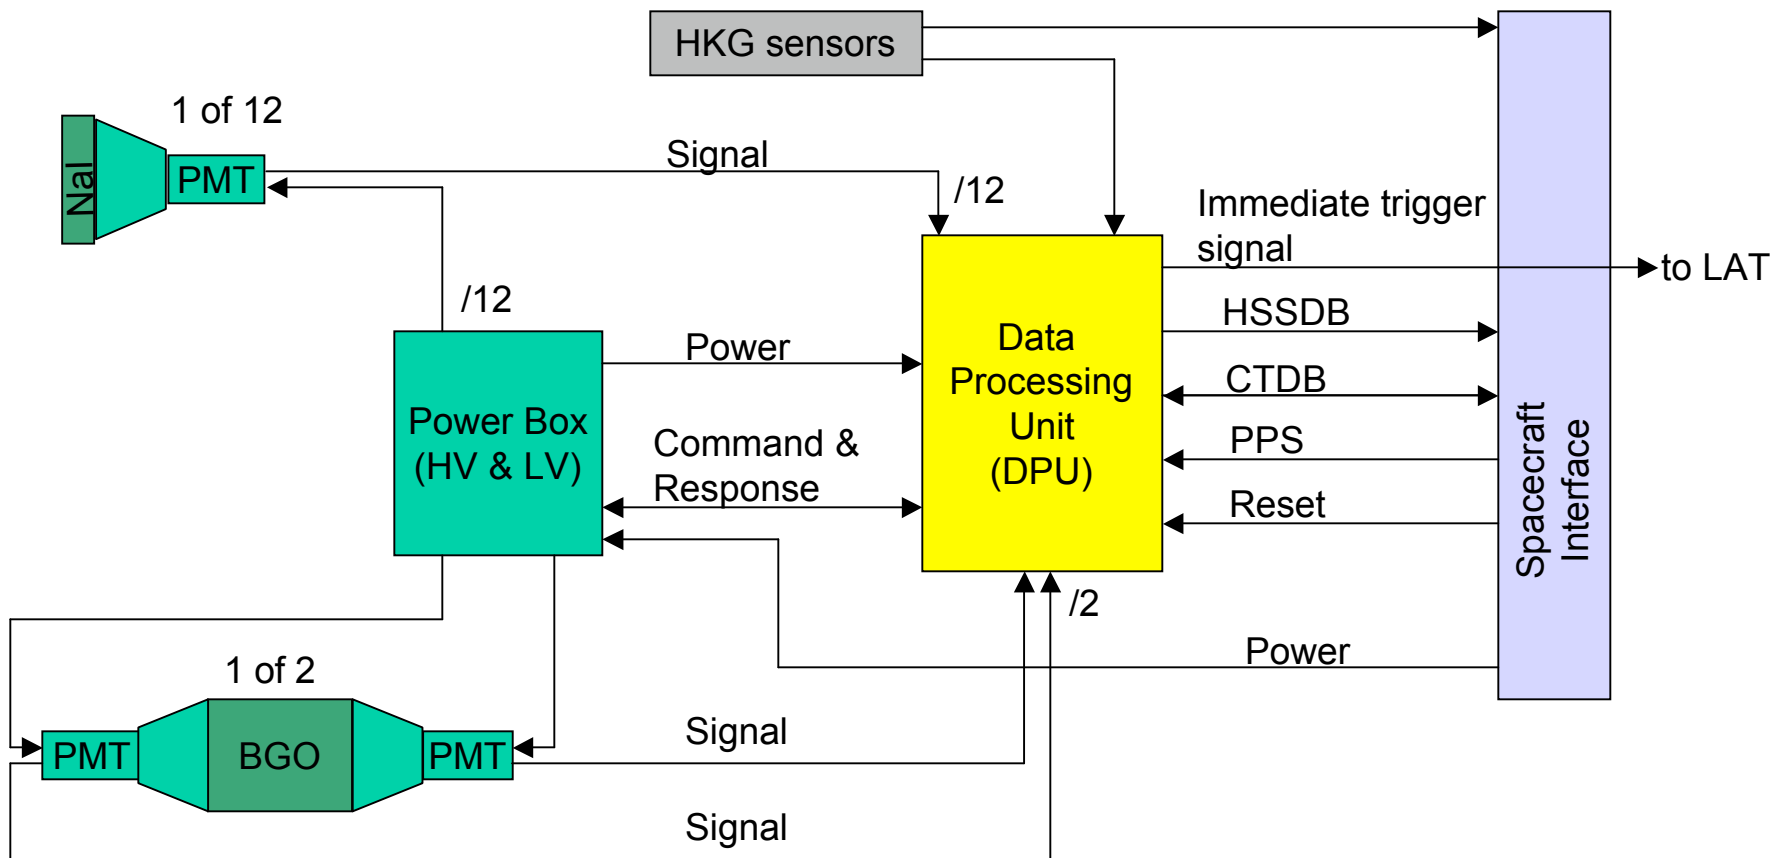 HKG sensors
1 of 12
NaI
PMT
Signal
/12
Immediate trigger
signal
to LAT
/12
HSSDB
Power
Data
Processing
Unit
(DPU)
CTDB
Power Box
(HV & LV)
Command &
Response
PPS
Reset
Spacecraft
Interface
/2
Power
1 of 2
PMT
BGO
PMT
Signal
Signal